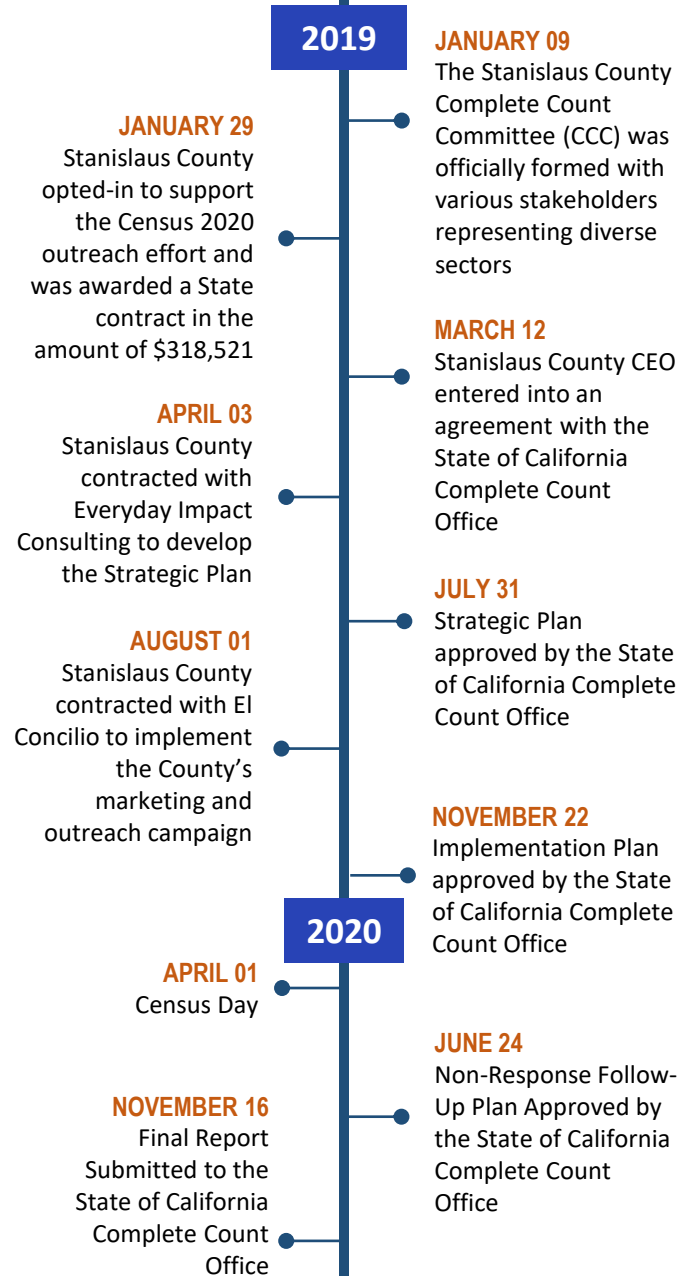 2019
JANUARY 09
The Stanislaus County
Complete Count
Committee (CCC) was
officially formed with
various stakeholders
representing diverse
sectors
JANUARY 29
Stanislaus County
opted-in to support
the Census 2020
outreach effort and
was awarded a State
contract in the
amount of $318,521
MARCH 12
Stanislaus County CEO
entered into an
agreement with the
State of California
Complete Count
Office
APRIL 03
Stanislaus County
contracted with
Everyday Impact
Consulting to develop
the Strategic Plan
JULY 31
Strategic Plan
approved by the State
of California Complete
Count Office
AUGUST 01
Stanislaus County
contracted with El
Concilio to implement
the County’s
marketing and
outreach campaign
NOVEMBER 22
Implementation Plan
approved by the State
of California Complete
Count Office
2020
APRIL 01
Census Day
JUNE 24
Non-Response Follow-
Up Plan Approved by
the State of California
Complete Count
Office
NOVEMBER 16
Final Report
Submitted to the
State of California
Complete Count
Office